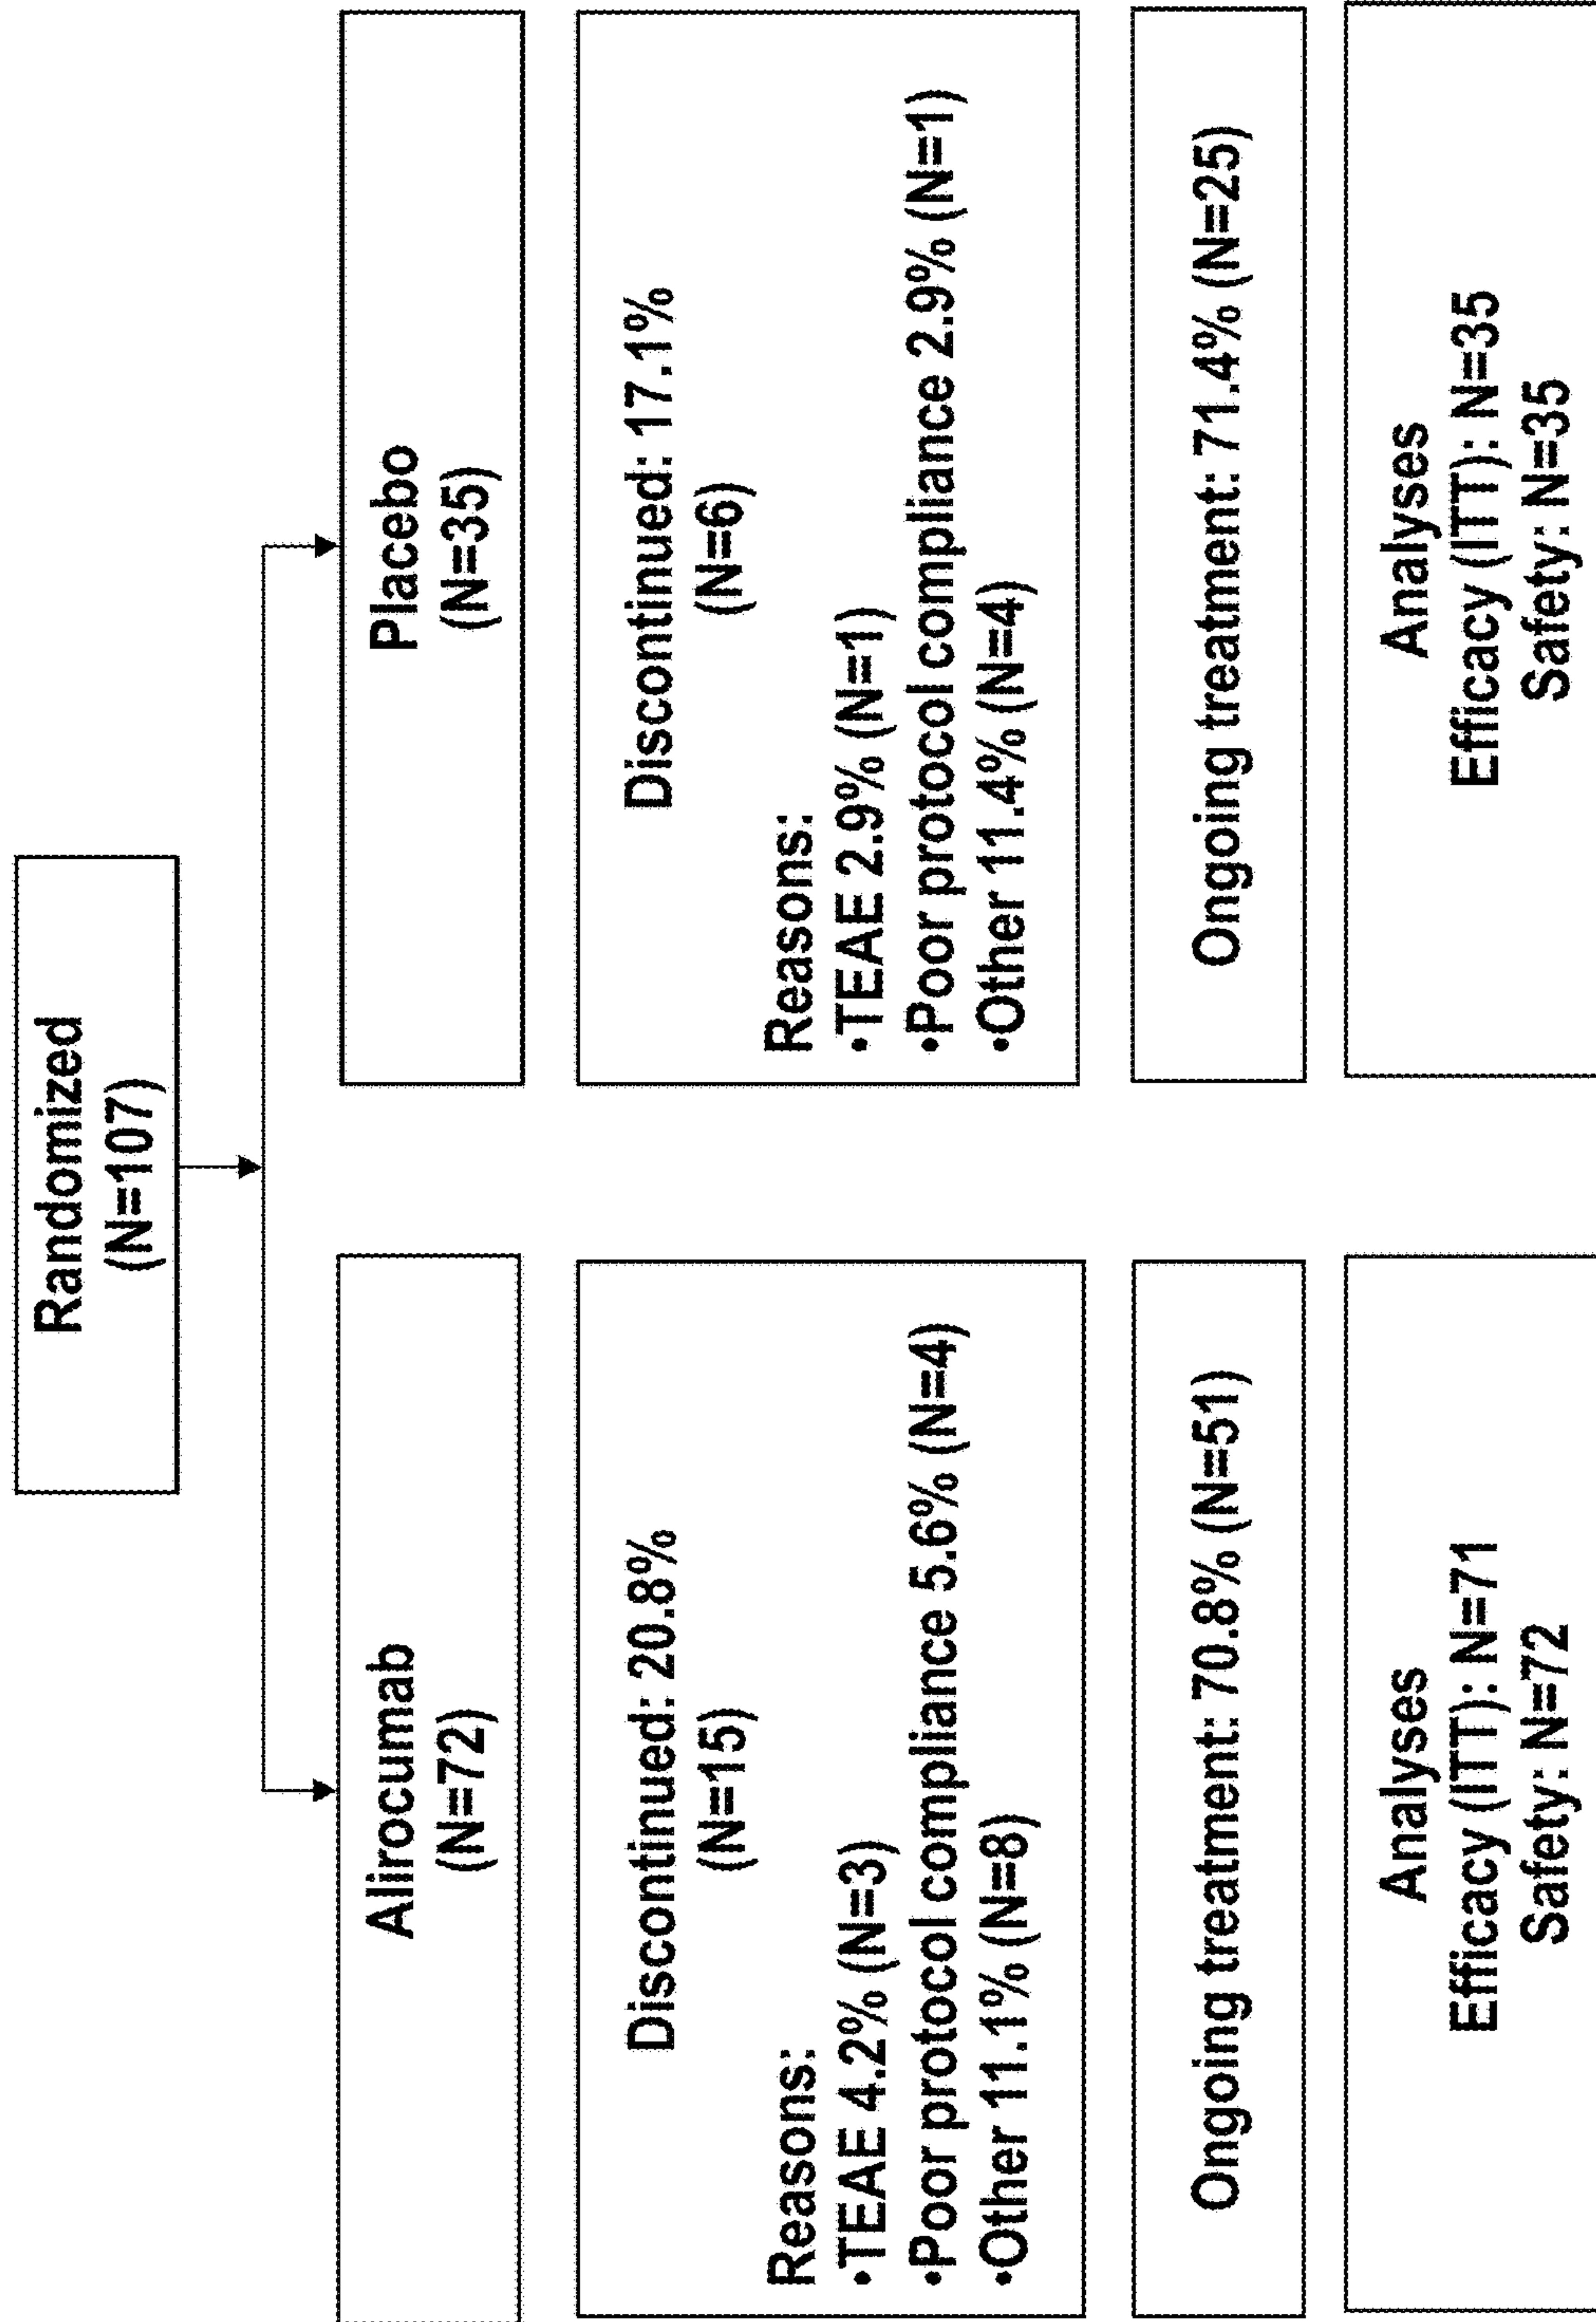 Randomized
(N=107)
Alirocumab
(N=72)
Placebo
(N=35)
Discontinued: 20.8%
(N=15)
Reasons:
•TEAE 4.2% (N=3)
•Poor protocol compliance 5.6% (N=4)
•Other 11.1% (N=8)
Discontinued: 17.1%
(N=6)
Reasons:
•TEAE 2.9% (N=1)
•Poor protocol compliance 2.9% (N=1)
•Other 11.4% (N=4)
Ongoing treatment: 70.8% (N=51)
Ongoing treatment: 71.4% (N=25)
Analyses
Efficacy (ITT): N=71
Safety: N=72
Analyses
Efficacy (ITT): N=35
Safety: N=35